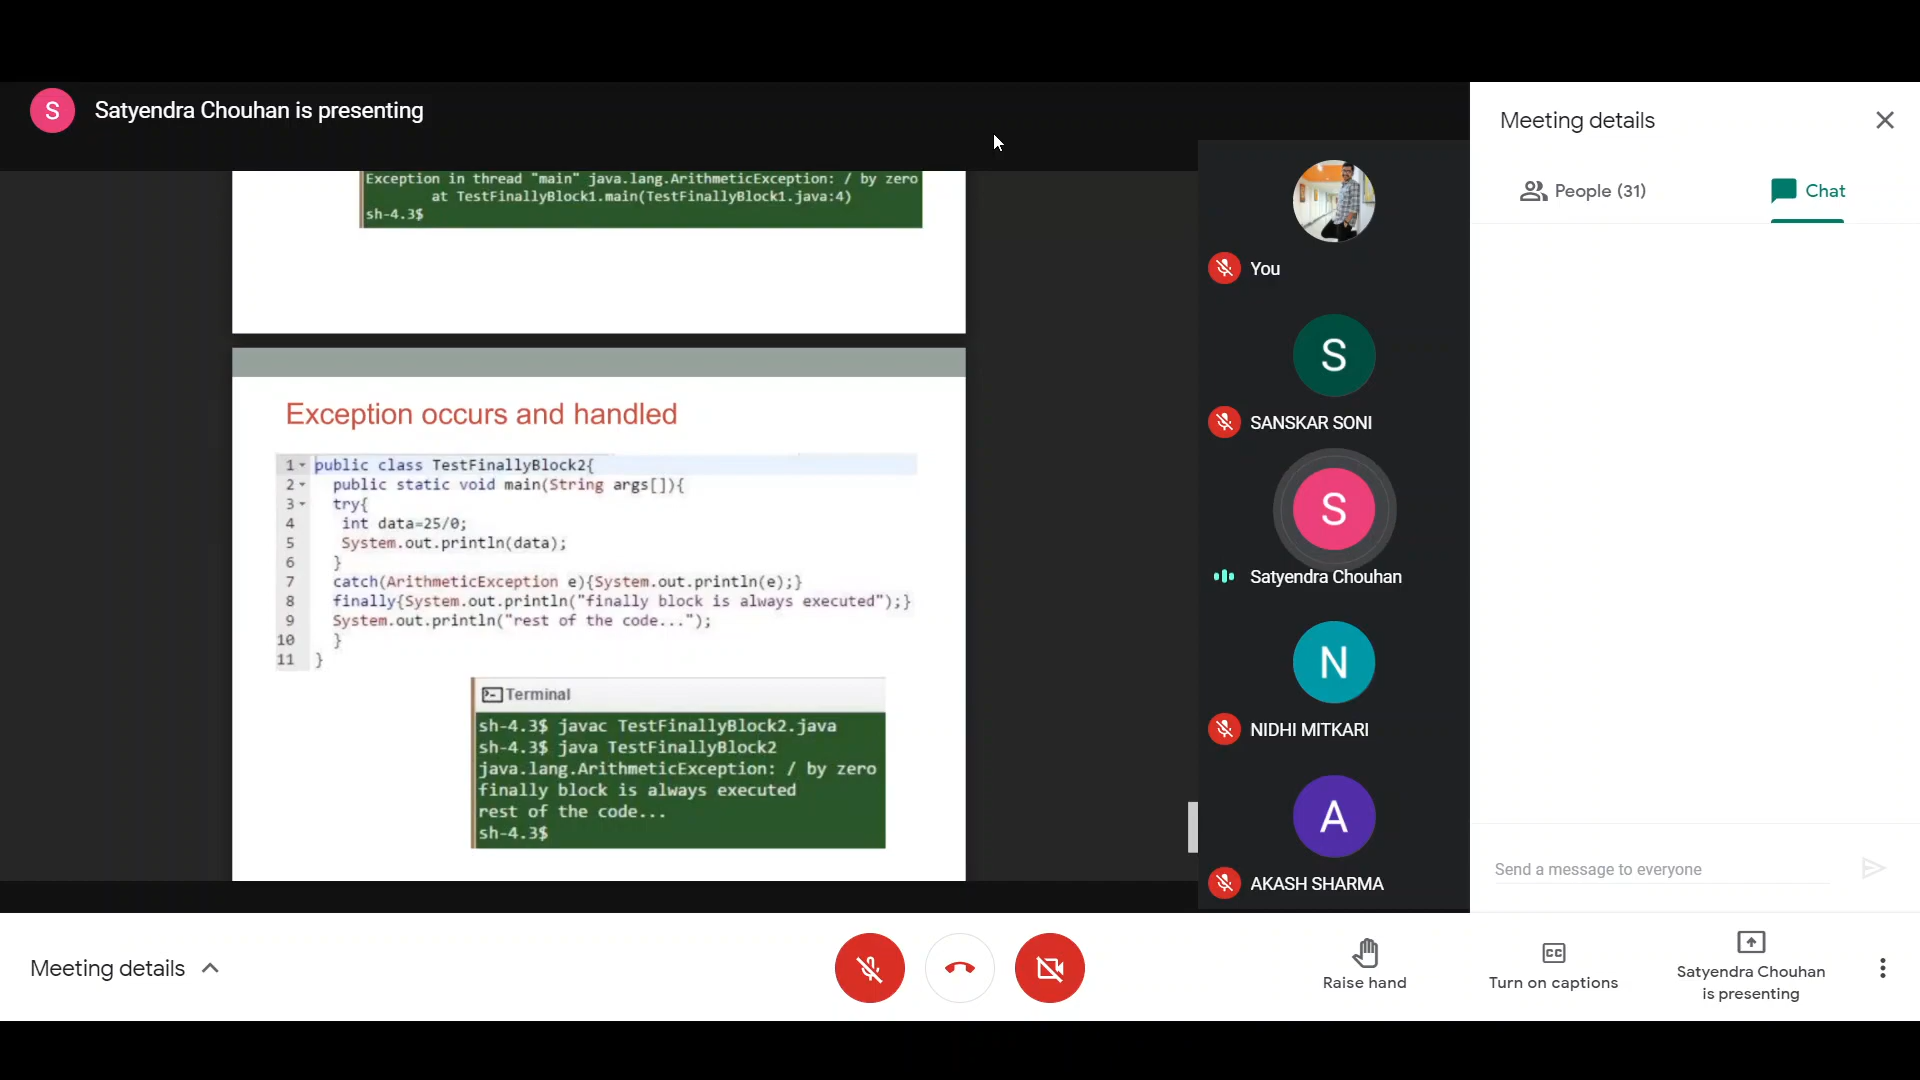 S
Satyendra Chouhan is presenting
Exception in thread "main" java.lang.ArithmeticException: / by zero
at TestFinallyBlock1.main(TestFinallyBlock1.java:4)
sh-4.3$
Exception occurs and handled
1 public class TestFinallyBlock2{
2 public static void main(String args[]){
3 try{
4 int data=25/0;
5 System.out.println(data);
6 }
7 catch(ArithmeticException e){System.out.println(e);}
8 finally{System.out.println("finally block is always executed");}
9 System.out.println("rest of the code...");
10 }
11 }
Terminal
sh-4.3$ javac TestFinallyBlock2.java
sh-4.3$ java TestFinallyBlock2
java.lang.ArithmeticException: / by zero
finally block is always executed
rest of the code...
sh-4.3$
You
S
SANSKAR SONI
S
Satyendra Chouhan
N
NIDHI MITKARI
A
AKASH SHARMA
Meeting details
People (31)
Chat
Send a message to everyone
Meeting details
Raise hand
CC
Turn on captions
Satyendra Chouhan
is presenting